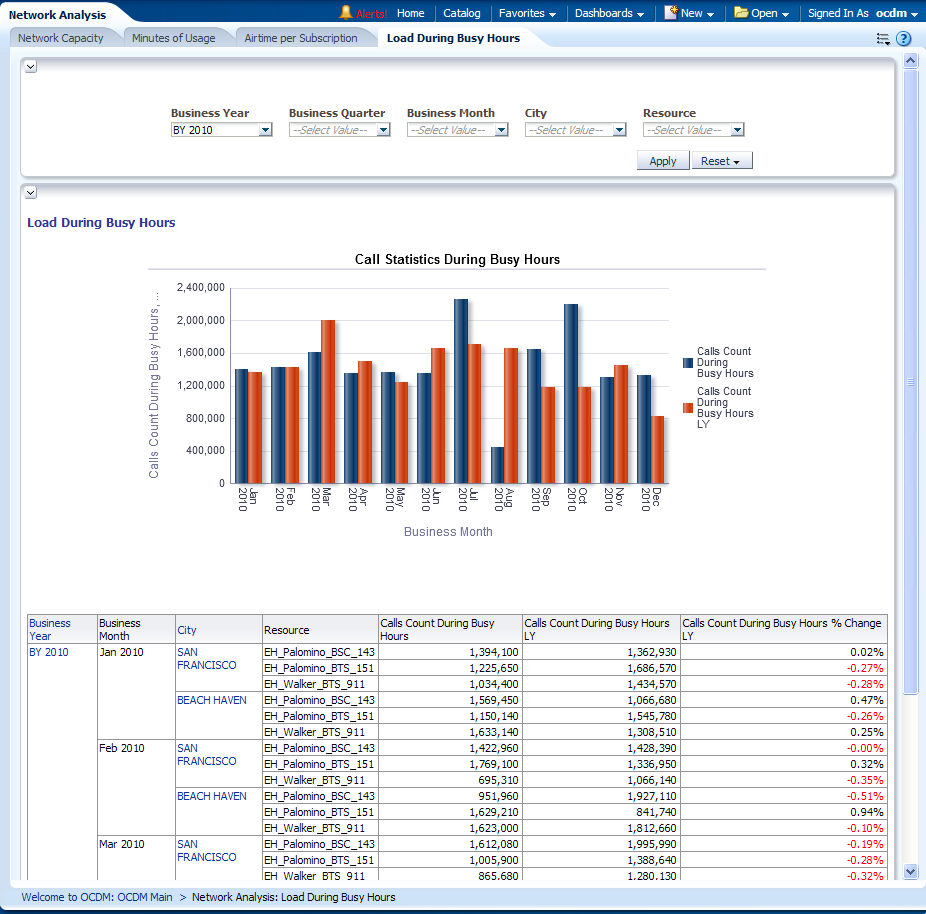 Network Analysis
Alerts! Home Catalog Favorites Dashboards New Open Signed In As ocdm
Network Capacity Minutes of Usage Airtime per Subscription Load During Busy Hours
Business Year Business Quarter Business Month City Resource
BY 2010 --Select Value-- --Select Value-- --Select Value-- --Select Value--
Apply Reset
Load During Busy Hours
Call Statistics During Busy Hours
Calls Count During Busy Hours, ...
2,400,000
2,000,000
1,600,000
1,200,000
800,000
400,000
0
Jan 2010
Feb 2010
Mar 2010
Apr 2010
May 2010
Jun 2010
Jul 2010
Aug 2010
Sep 2010
Oct 2010
Nov 2010
Dec 2010
Business Month
Calls Count
During
Busy Hours
Calls Count
During
Busy Hours
LY
Business Year Business Month City Resource Calls Count During Busy Hours Calls Count During Busy Hours LY Calls Count During Busy Hours % Change LY
BY 2010 Jan 2010 SAN FRANCISCO EH_Palomino_BSC_143 1,394,100 1,362,930 0.02%
EH_Palomino_BTS_151 1,225,650 1,686,570 -0.27%
EH_Walker_BTS_911 1,034,400 1,434,570 -0.28%
BEACH HAVEN EH_Palomino_BSC_143 1,569,450 1,066,680 0.47%
EH_Palomino_BTS_151 1,150,140 1,545,780 -0.26%
EH_Walker_BTS_911 1,633,140 1,308,510 0.25%
Feb 2010 SAN FRANCISCO EH_Palomino_BSC_143 1,422,960 1,428,390 -0.00%
EH_Palomino_BTS_151 1,769,100 1,336,950 0.32%
EH_Walker_BTS_911 695,310 1,066,140 -0.35%
BEACH HAVEN EH_Palomino_BSC_143 951,960 1,927,110 -0.51%
EH_Palomino_BTS_151 1,629,210 841,740 0.94%
EH_Walker_BTS_911 1,623,000 1,812,660 -0.10%
Mar 2010 SAN FRANCISCO EH_Palomino_BSC_143 1,612,080 1,995,990 -0.19%
EH_Palomino_BTS_151 1,005,900 1,388,640 -0.28%
EH_Walker_BTS_911 865,680 1,280,130 -0.32%
Welcome to OCDM: OCDM Main > Network Analysis: Load During Busy Hours